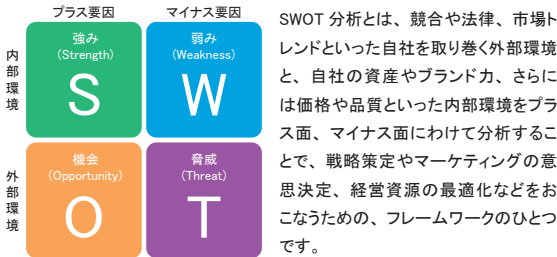 プラス要因
マイナス要因
内部環境
強み
(Strength)
S
弱み
(Weakness)
W
外部環境
機会
(Opportunity)
O
脅威
(Threat)
T
SWOT 分析とは、競合や法律、市場ト
レンドといった自社を取り巻く外部環境
と、自社の資産やブランド力、さらに
は価格や品質といった内部環境をプラ
ス面、マイナス面にわけて分析するこ
とで、戦略策定やマーケティングの意
思決定、経営資源の最適化などをお
こなうための、フレームワークのひとつ
です。